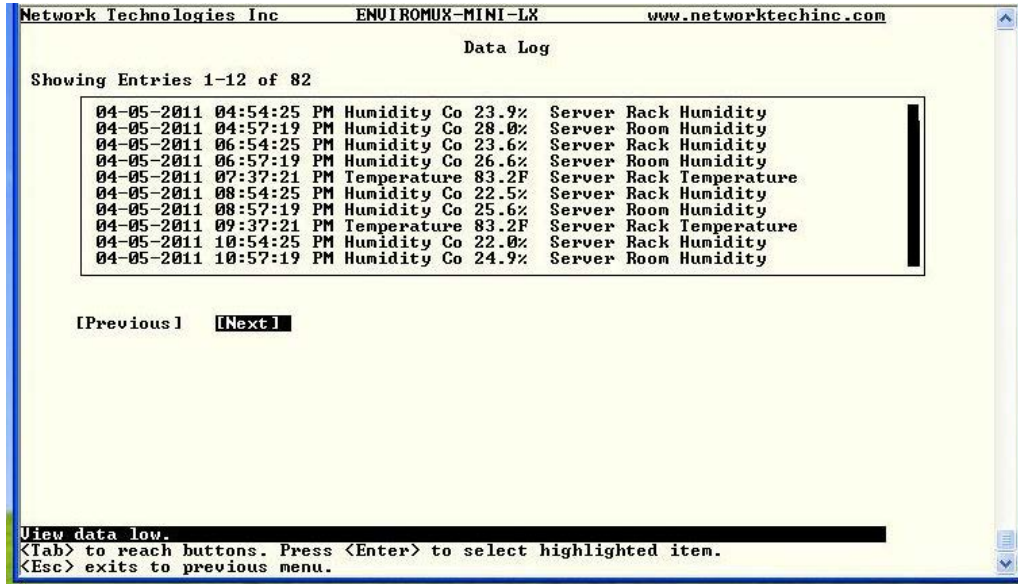 Network Technologies Inc ENVIROMUX-MINI-LX www.networktechinc.com
Data Log
Showing Entries 1-12 of 82
04-05-2011 04:54:25 PM Humidity Co 23.9% Server Rack Humidity
04-05-2011 04:57:19 PM Humidity Co 28.0% Server Room Humidity
04-05-2011 06:54:25 PM Humidity Co 23.6% Server Rack Humidity
04-05-2011 06:57:19 PM Humidity Co 26.6% Server Room Humidity
04-05-2011 07:37:21 PM Temperature 83.2F Server Rack Temperature
04-05-2011 08:54:25 PM Humidity Co 22.5% Server Rack Humidity
04-05-2011 08:57:19 PM Humidity Co 25.6% Server Room Humidity
04-05-2011 09:37:21 PM Temperature 83.2F Server Rack Temperature
04-05-2011 10:54:25 PM Humidity Co 22.0% Server Rack Humidity
04-05-2011 10:57:19 PM Humidity Co 24.9% Server Room Humidity
[Previous] [Next]
View data low.
<Tab> to reach buttons. Press <Enter> to select highlighted item.
<Esc> exits to previous menu.